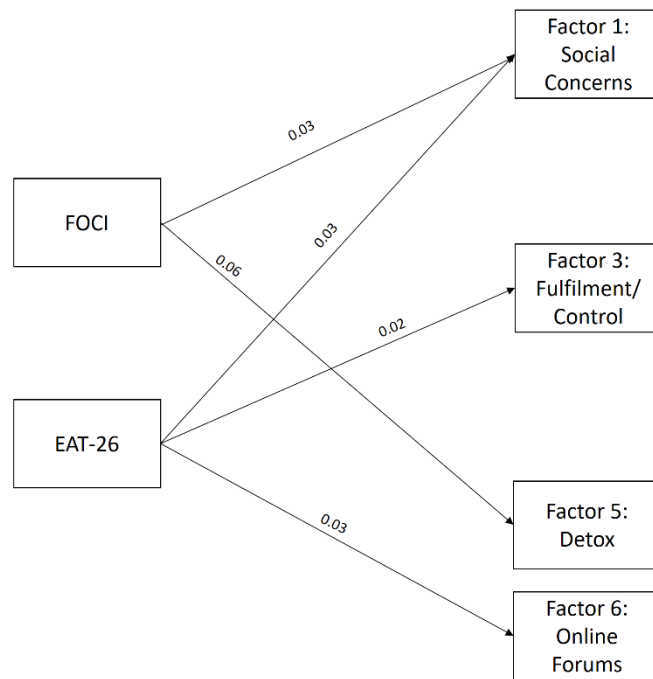 Factor 1:
Social
Concerns
0.03
FOCI
0.03
0.06
Factor 3:
Fulfilment/
Control
0.02
EAT-26
0.03
Factor 5:
Detox
Factor 6:
Online
Forums